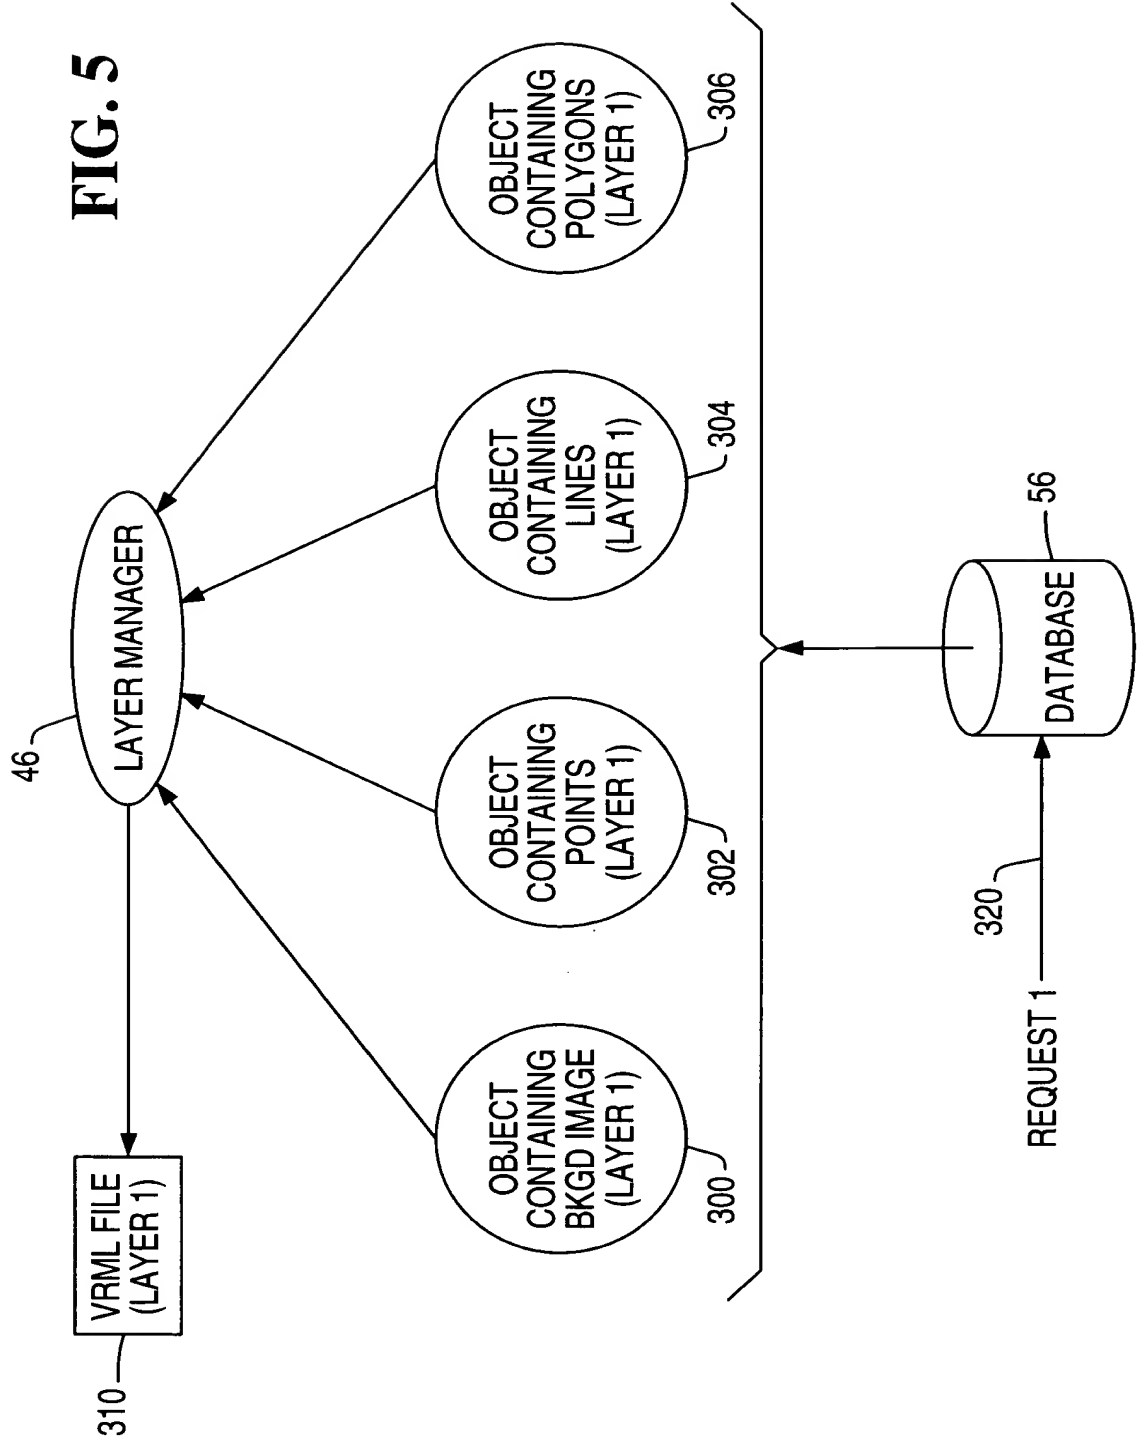 FIG. 5
46
LAYER MANAGER
VRML FILE
(LAYER 1)
310
OBJECT
CONTAINING
BKGD IMAGE
(LAYER 1)
300
OBJECT
CONTAINING
POINTS
(LAYER 1)
302
OBJECT
CONTAINING
LINES
(LAYER 1)
304
OBJECT
CONTAINING
POLYGONS
(LAYER 1)
306
REQUEST 1
320
DATABASE
56